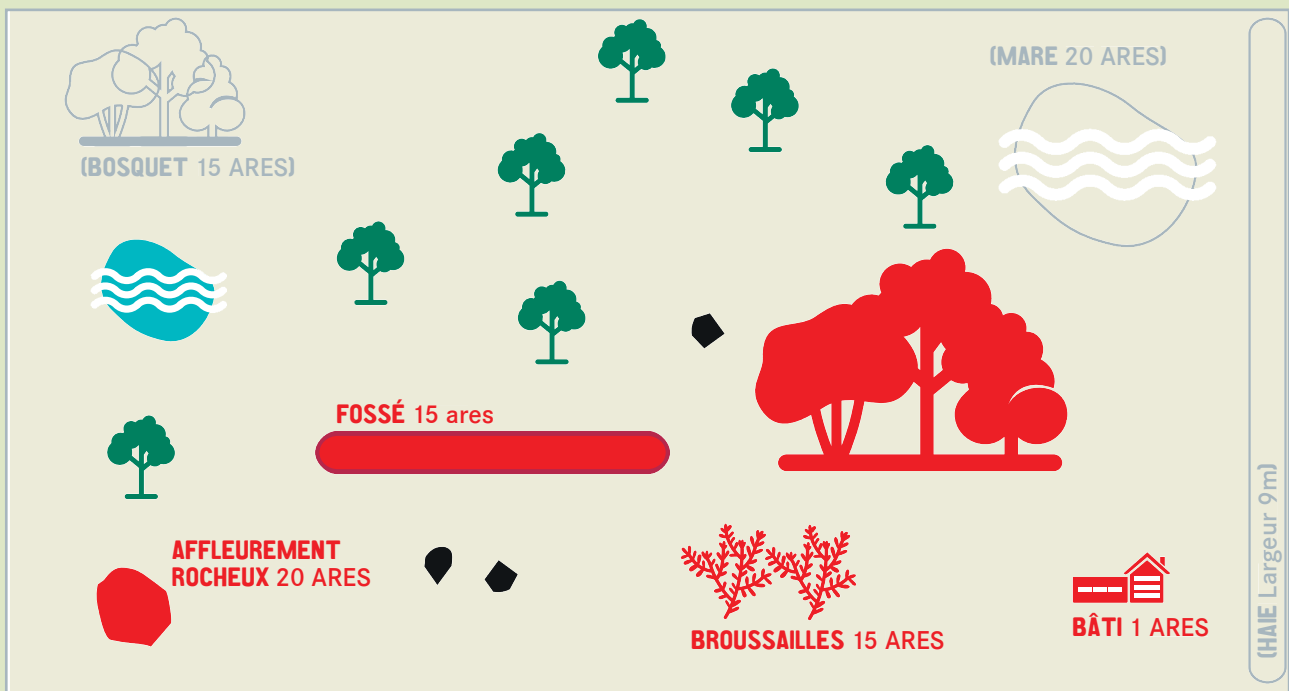 (MARE 20 ARES)
(BOSQUET 15 ARES)
FOSSÉ 15 ares
AFFLEUREMENT
ROCHEUX 20 ARES
BROUSSAILLES 15 ARES
BÂTI 1 ARES
(HAIE Largeur 9m)